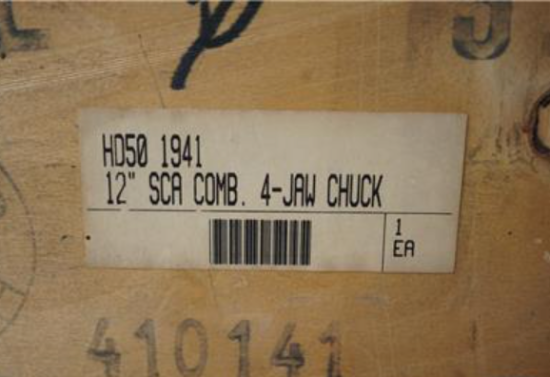 HD50 1941
12" SCA COMB. 4-JAW CHUCK
1
EA
410141